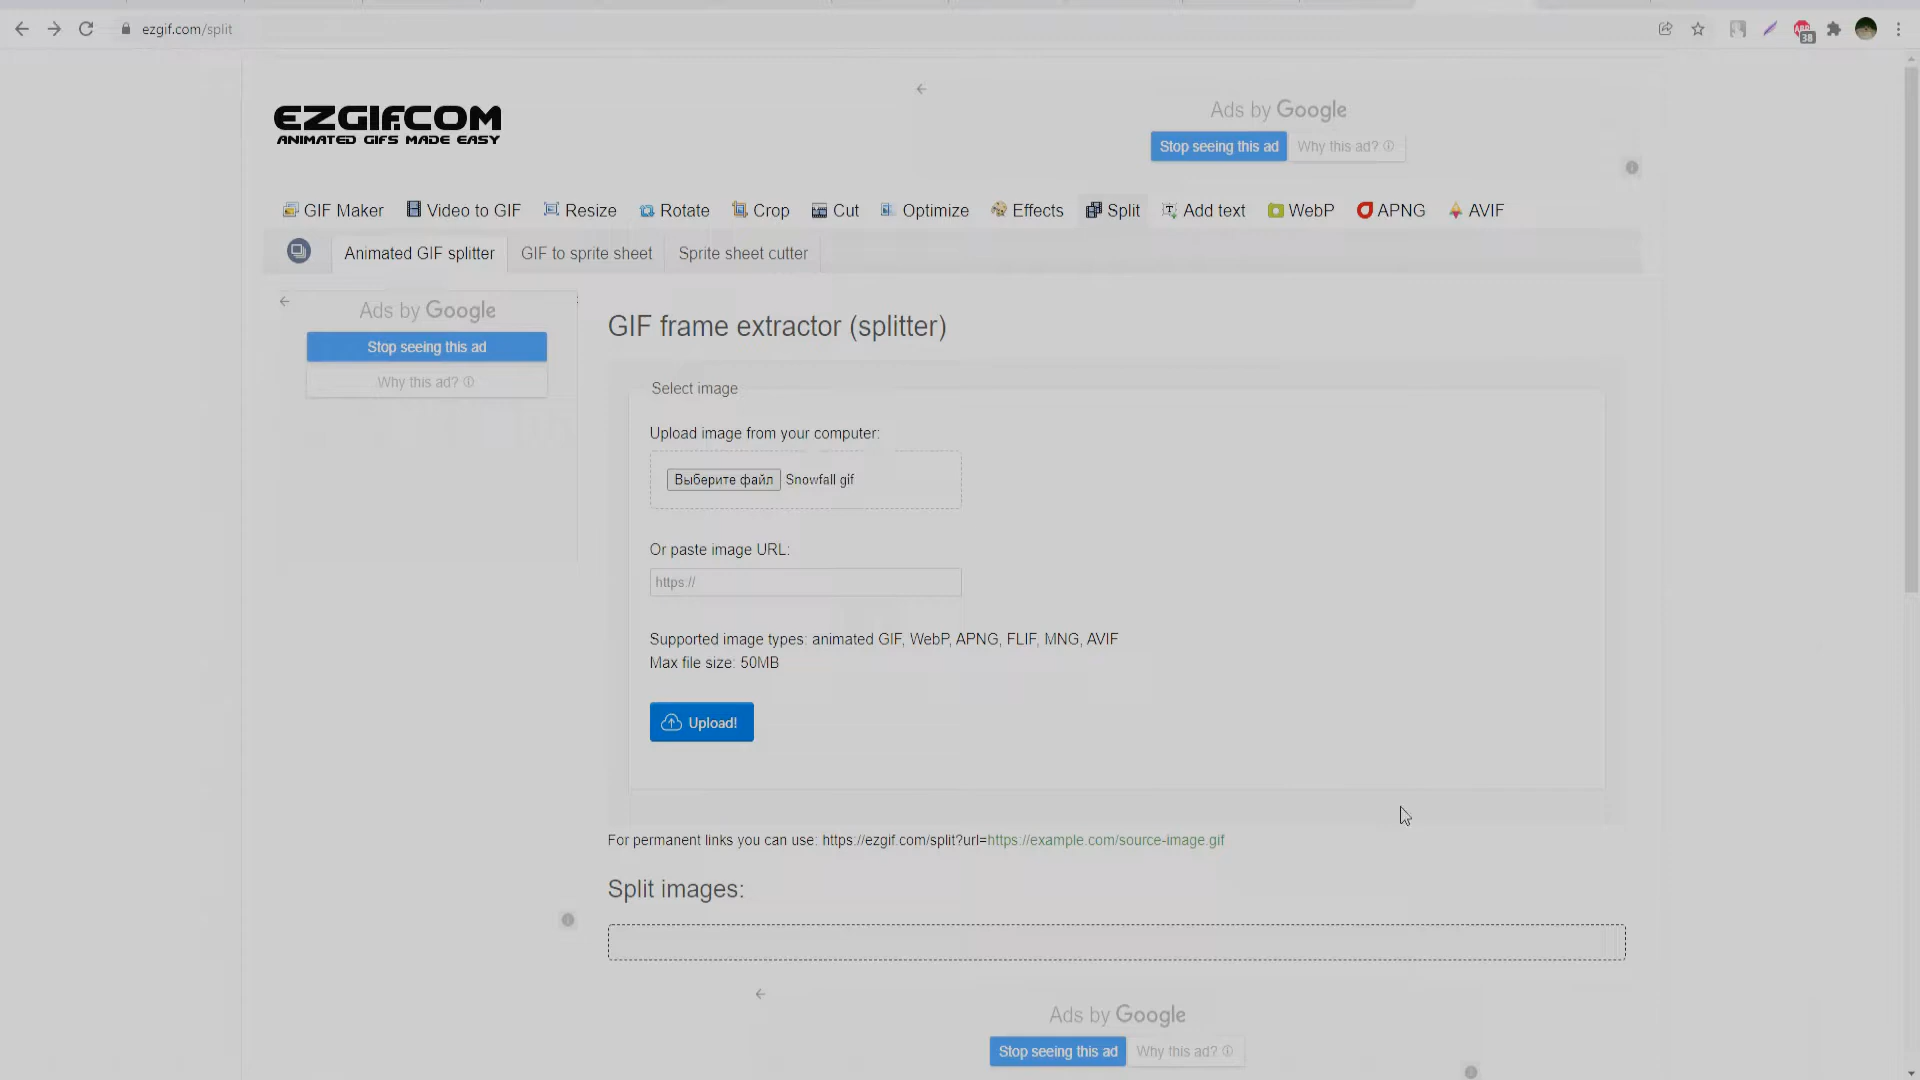 ezgif.com/split
38
EZGIF.COM
ANIMATED GIFS MADE EASY
Ads by Google
Stop seeing this ad
Why this ad?
GIF Maker
Video to GIF
Resize
Rotate
Crop
Cut
Optimize
Effects
Split
Add text
WebP
APNG
AVIF
Animated GIF splitter
GIF to sprite sheet
Sprite sheet cutter
Ads by Google
Stop seeing this ad
Why this ad?
GIF frame extractor (splitter)
Select image
Upload image from your computer:
Выберите файл Snowfall gif
Or paste image URL:
https://
Supported image types: animated GIF, WebP, APNG, FLIF, MNG, AVIF
Max file size: 50MB
Upload!
For permanent links you can use: https://ezgif.com/split?url=https://example.com/source-image.gif
Split images:
Ads by Google
Stop seeing this ad
Why this ad?